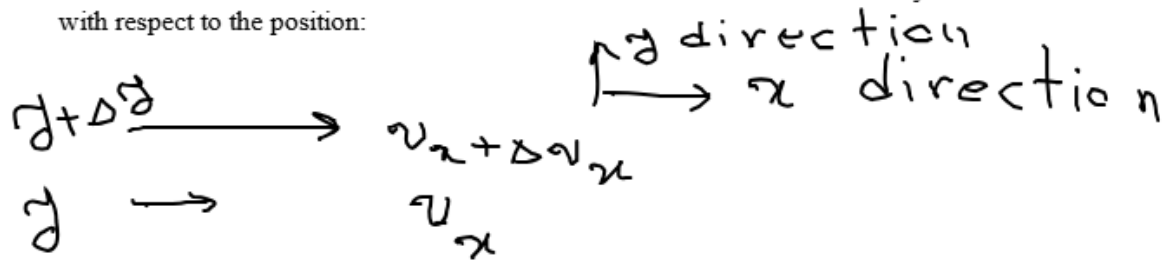 with respect to the position:
y direction
x direction
y+Δy
v_x+Δv_x
y
v_x